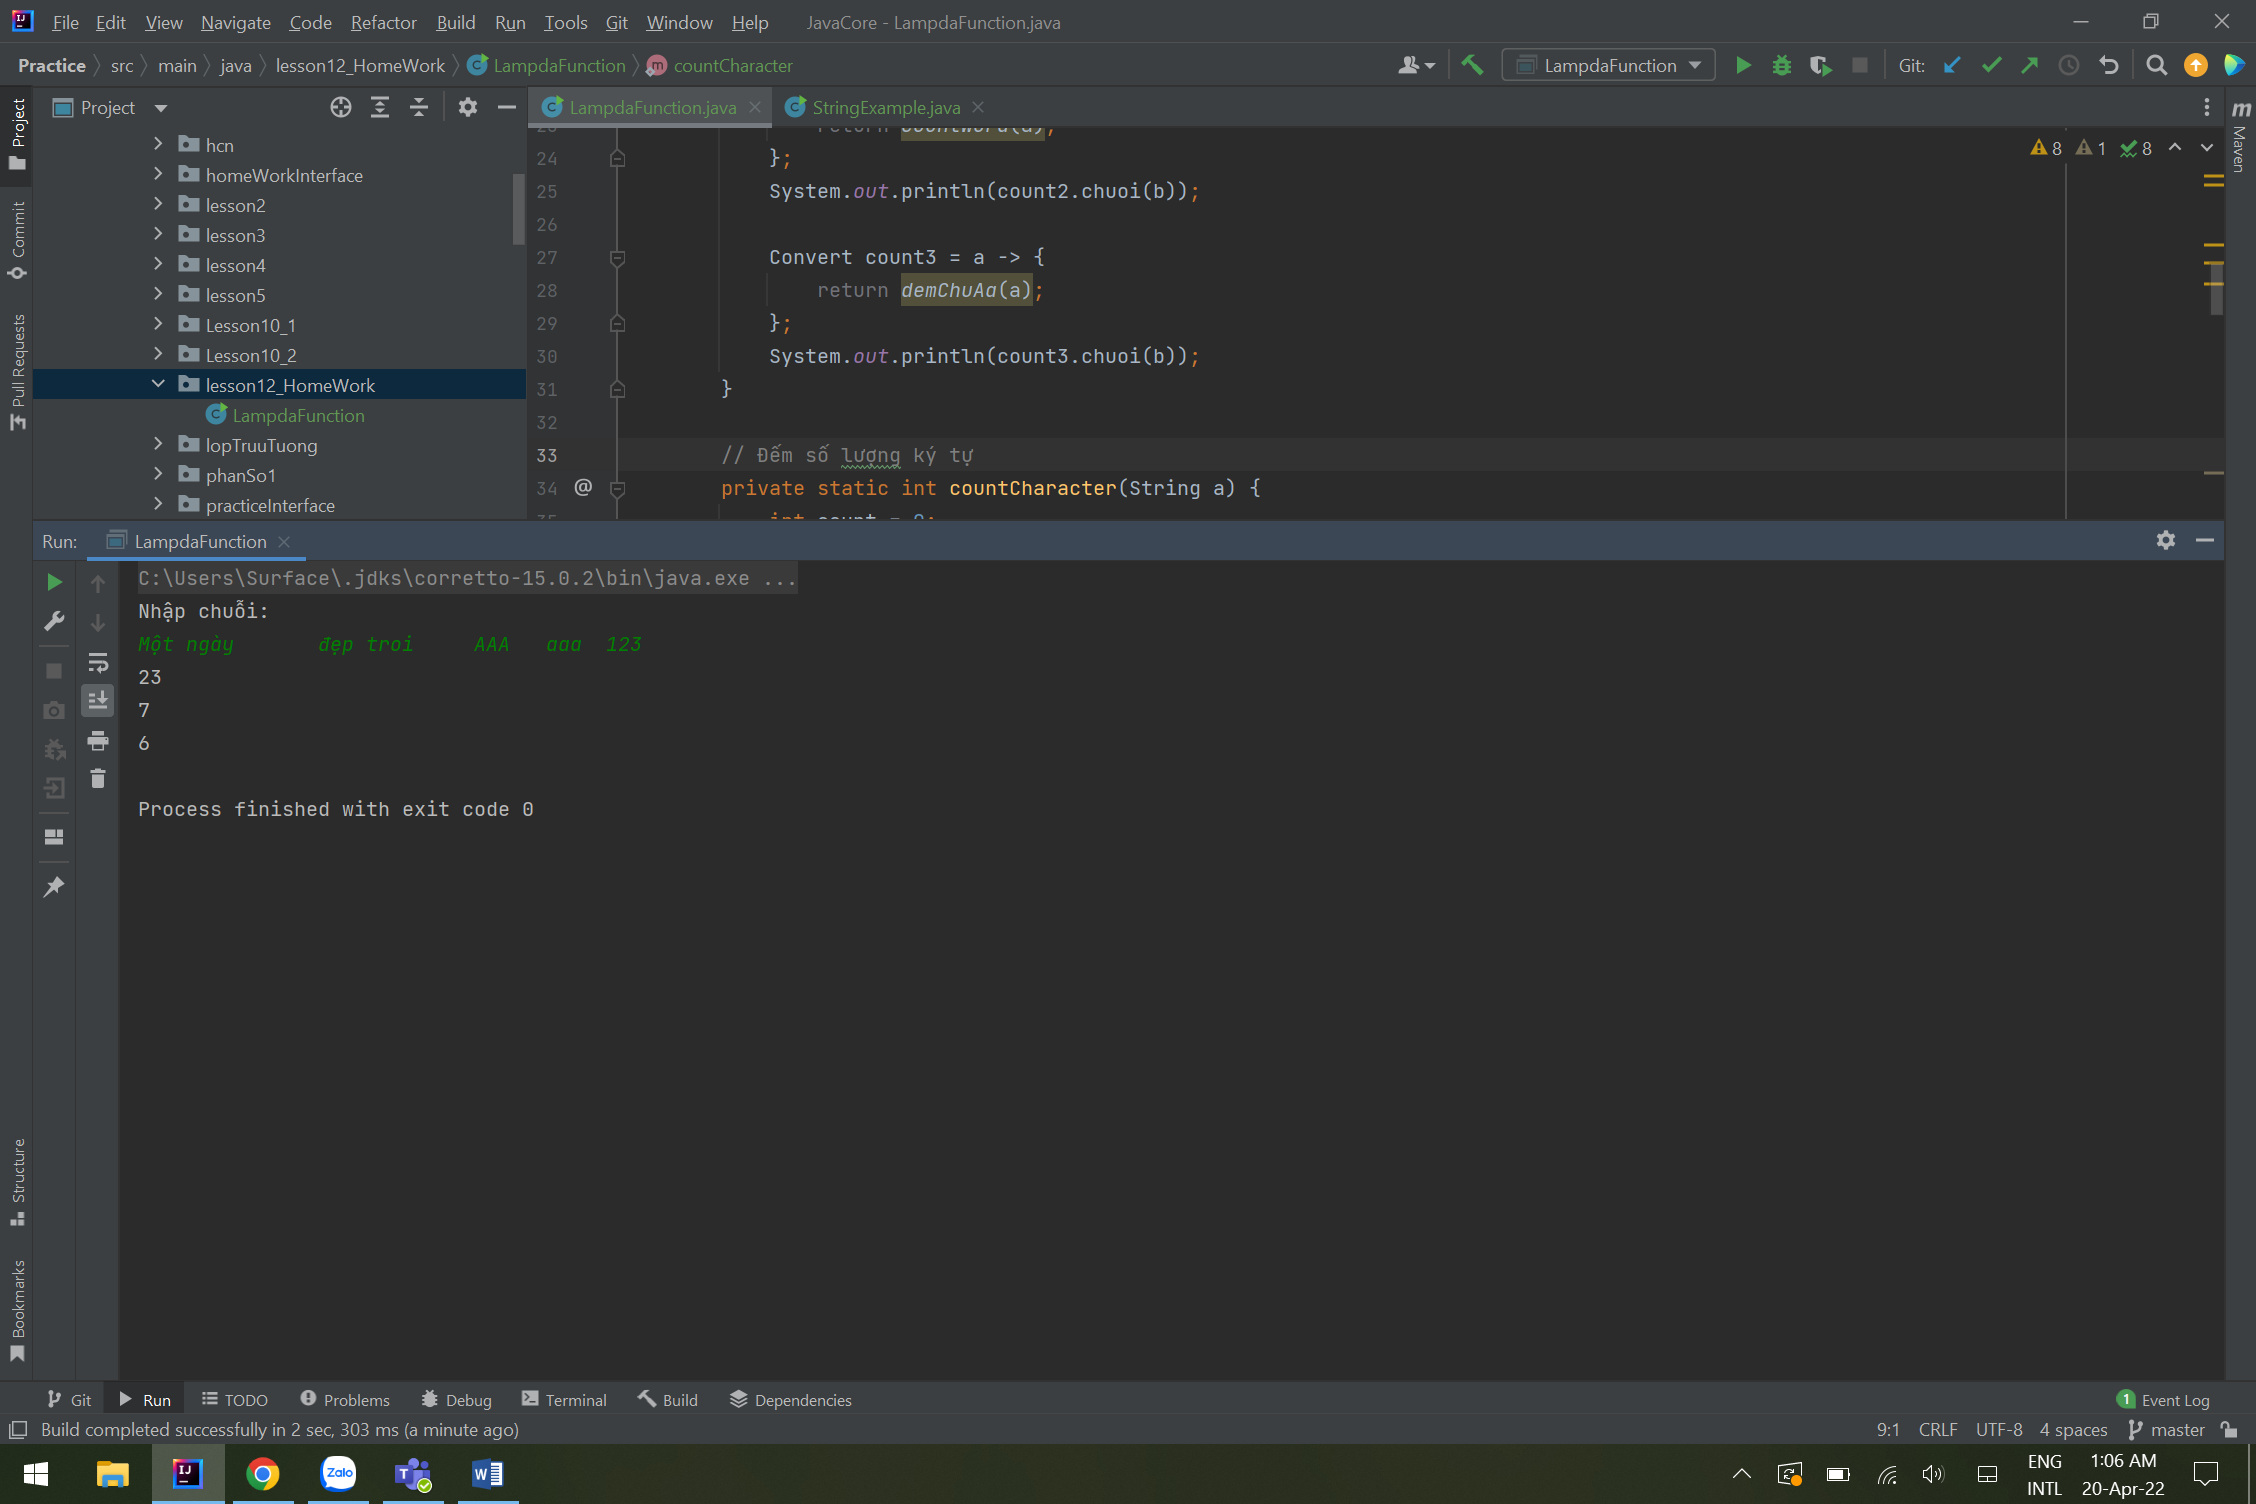 File Edit View Navigate Code Refactor Build Run Tools Git Window Help JavaCore - LampdaFunction.java
Practice src main java lesson12_HomeWork LampdaFunction countCharacter LampdaFunction Git:
Project LampdaFunction.java StringExample.java
hcn
homeWorkInterface
lesson2
lesson3
lesson4
lesson5
Lesson10_1
Lesson10_2
lesson12_HomeWork
LampdaFunction
lopTruuTuong
phanSo1
practiceInterface
8 1 8
24 };
25 System.out.println(count2.chuoi(b));
26
27 Convert count3 = a -> {
28 return demChuAa(a);
29 };
30 System.out.println(count3.chuoi(b));
31 }
32
33 // Đếm số lượng ký tự
34 @ private static int countCharacter(String a) {
Project
Commit
Pull Requests
Structure
Bookmarks
Maven
Run: LampdaFunction
C:\Users\Surface\.jdks\corretto-15.0.2\bin\java.exe ...
Nhập chuỗi:
Một ngày       đẹp troi     AAA   aaa  123
23
7
6
Process finished with exit code 0
Git Run TODO Problems Debug Terminal Build Dependencies 1 Event Log
Build completed successfully in 2 sec, 303 ms (a minute ago) 9:1 CRLF UTF-8 4 spaces master
Zalo ENG 1:06 AM
INTL 20-Apr-22